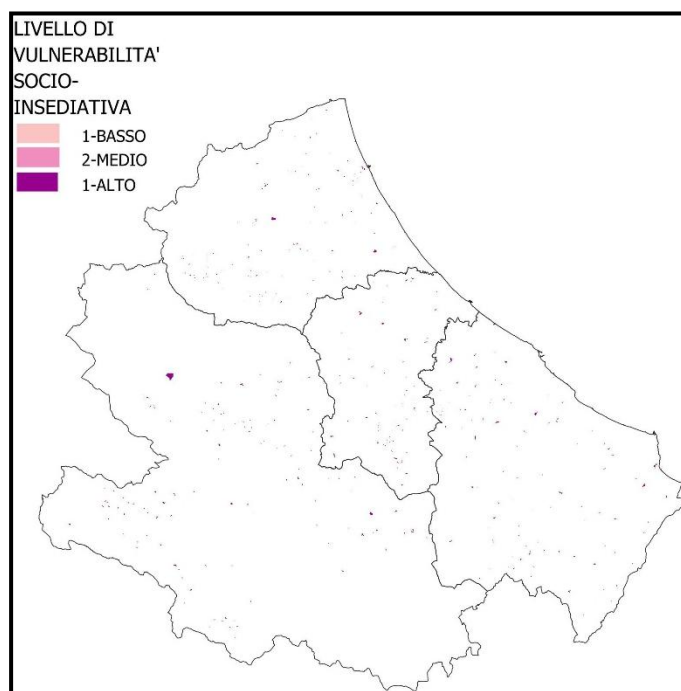 LIVELLO DI
VULNERABILITA'
SOCIO-
INSEDIATIVA
1-BASSO
2-MEDIO
1-ALTO